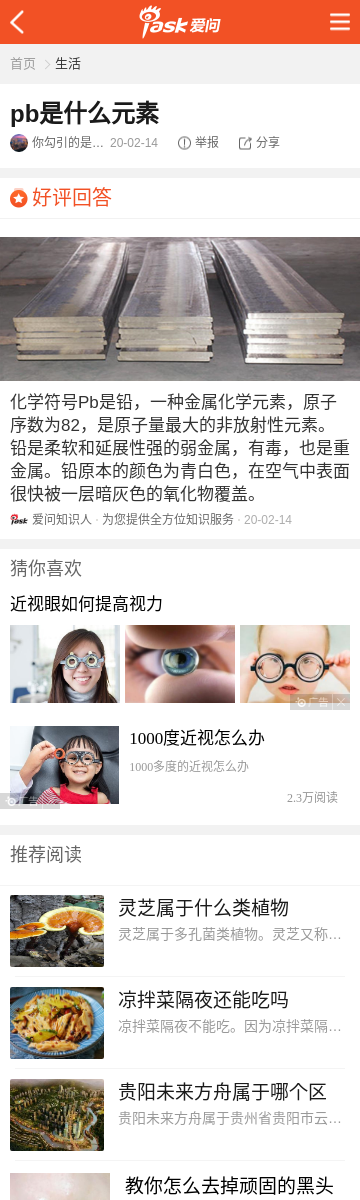 iask爱问
首页 > 生活
pb是什么元素
你勾引的是… 20-02-14 举报 分享
好评回答
化学符号Pb是铅，一种金属化学元素，原子
序数为82，是原子量最大的非放射性元素。
铅是柔软和延展性强的弱金属，有毒，也是重
金属。铅原本的颜色为青白色，在空气中表面
很快被一层暗灰色的氧化物覆盖。
iask 爱问知识人 · 为您提供全方位知识服务 · 20-02-14
猜你喜欢
近视眼如何提高视力
广告
1000度近视怎么办
1000多度的近视怎么办
广告
2.3万阅读
推荐阅读
灵芝属于什么类植物
灵芝属于多孔菌类植物。灵芝又称…
凉拌菜隔夜还能吃吗
凉拌菜隔夜不能吃。因为凉拌菜隔…
贵阳未来方舟属于哪个区
贵阳未来方舟属于贵州省贵阳市云…
教你怎么去掉顽固的黑头